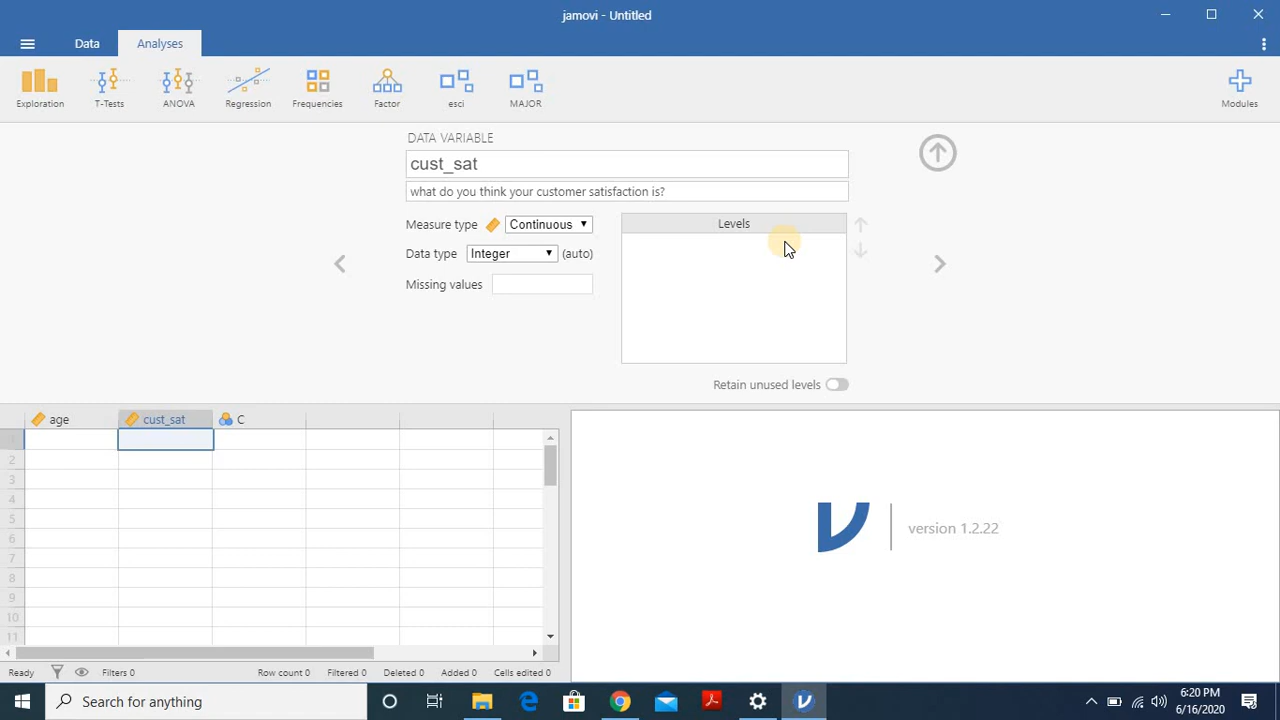 jamovi - Untitled
Data
Analyses
Exploration
T-Tests
ANOVA
Regression
Frequencies
Factor
esci
MAJOR
Modules
DATA VARIABLE
cust_sat
what do you think your customer satisfaction is?
Measure type
Continuous
Levels
Data type
Integer
(auto)
Missing values
Retain unused levels
age
cust_sat
C
1
2
3
4
5
6
7
8
9
10
11
version 1.2.22
Ready
Filters 0
Row count 0
Filtered 0
Deleted 0
Added 0
Cells edited 0
Search for anything
6:20 PM
6/16/2020